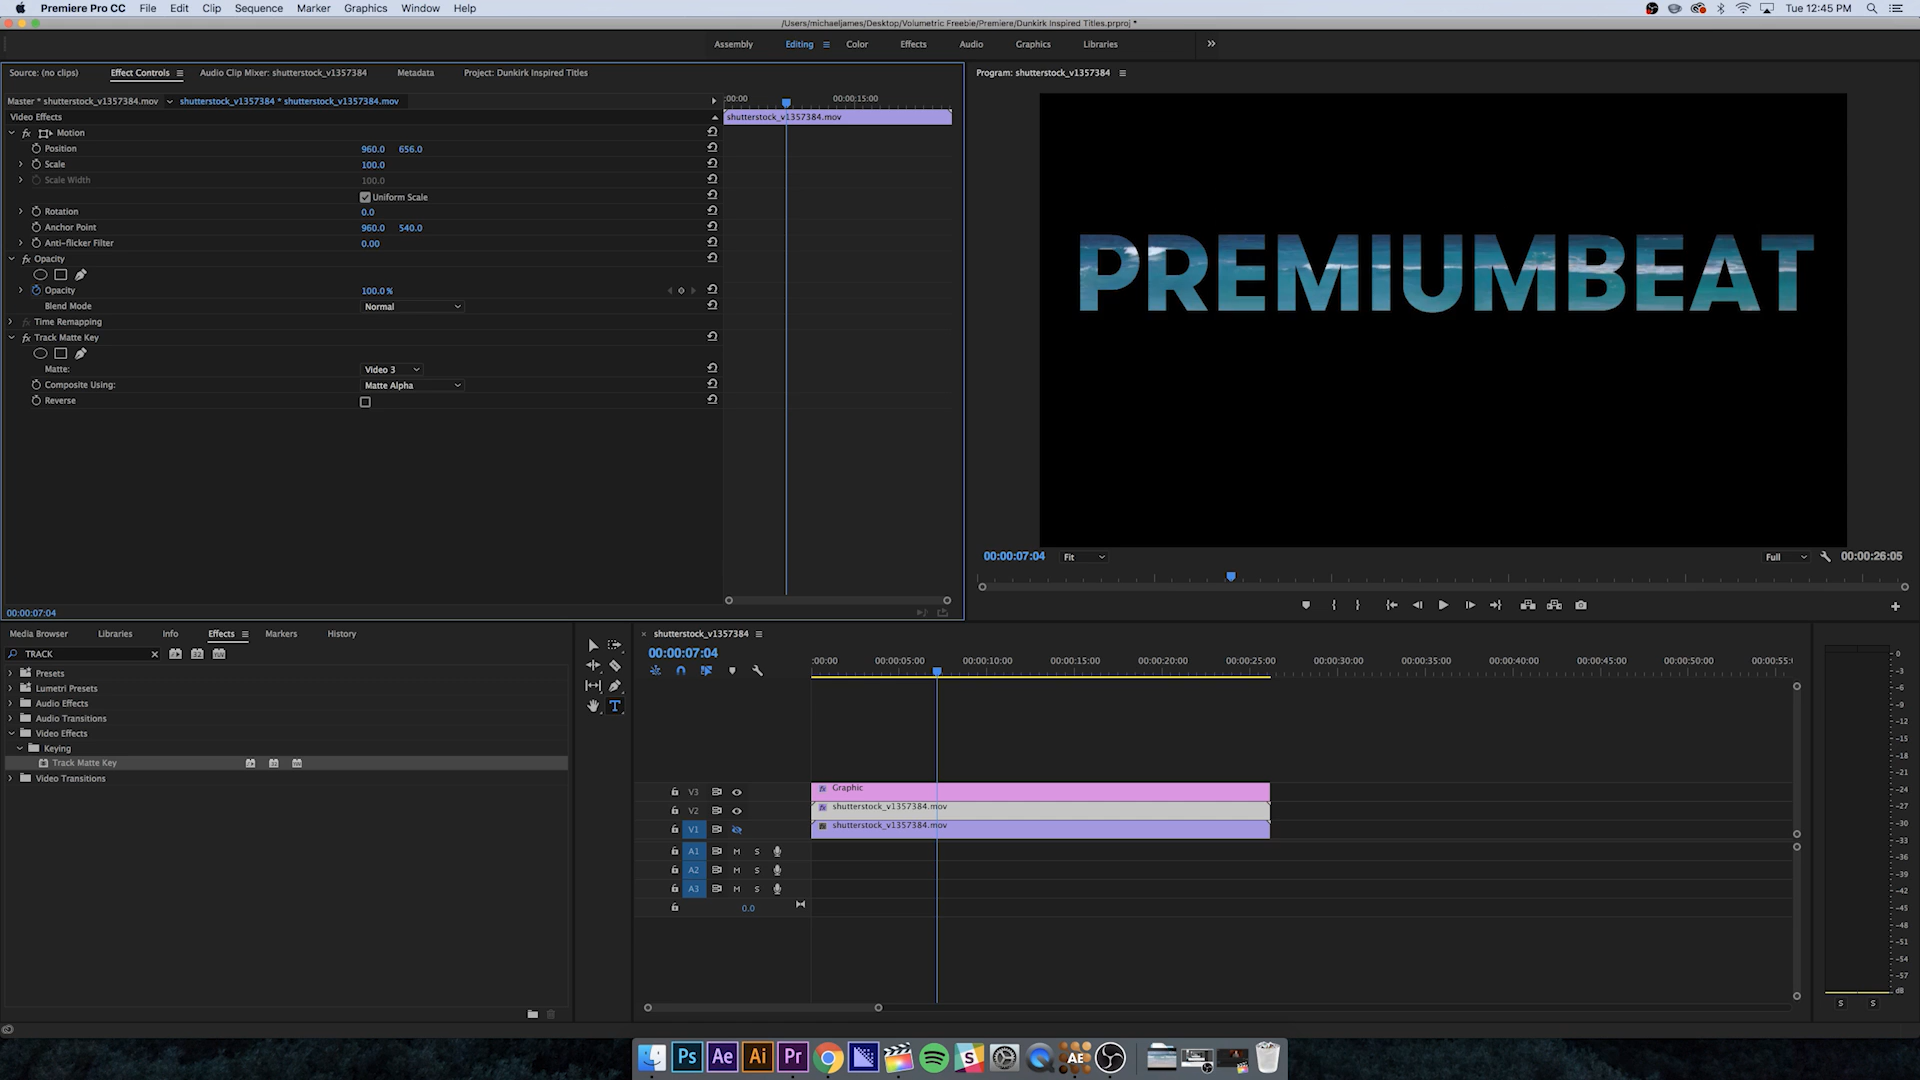 Premiere Pro CC File Edit Clip Sequence Marker Graphics Window Help Tue 12:45 PM
/Users/michaeljames/Desktop/Volumetric Freebie/Premiere/Dunkirk Inspired Titles.prproj *
Assembly Editing Color Effects Audio Graphics Libraries
Source: (no clips) Effect Controls Audio Clip Mixer: shutterstock_v1357384 Metadata Project: Dunkirk Inspired Titles
Master * shutterstock_v1357384.mov shutterstock_v1357384 * shutterstock_v1357384.mov
:00:00 00:00:15:00
Video Effects
shutterstock_v1357384.mov
fx Motion
Position 960.0 656.0
Scale 100.0
Scale Width 100.0
Uniform Scale
Rotation 0.0
Anchor Point 960.0 540.0
Anti-flicker Filter 0.00
fx Opacity
Opacity 100.0 %
Blend Mode Normal
Time Remapping
fx Track Matte Key
Matte: Video 3
Composite Using: Matte Alpha
Reverse
00:00:07:04
Program: shutterstock_v1357384
PREMIUMBEAT
00:00:07:04 Fit Full 00:00:26:05
Media Browser Libraries Info Effects Markers History
TRACK
Presets
Lumetri Presets
Audio Effects
Audio Transitions
Video Effects
Keying
Track Matte Key
Video Transitions
T
shutterstock_v1357384
00:00:07:04
:00:00 00:00:05:00 00:00:10:00 00:00:15:00 00:00:20:00 00:00:25:00 00:00:30:00 00:00:35:00 00:00:40:00 00:00:45:00 00:00:50:00 00:00:55:
V3 Graphic
V2 shutterstock_v1357384.mov
V1 shutterstock_v1357384.mov
A1 M S
A2 M S
A3 M S
0.0
0
-3
-6
-9
-12
-15
-18
-21
-24
-27
-30
-33
-36
-39
-42
-45
-48
-51
-54
-57
dB
S S
Ps Ae Ai Pr S AE